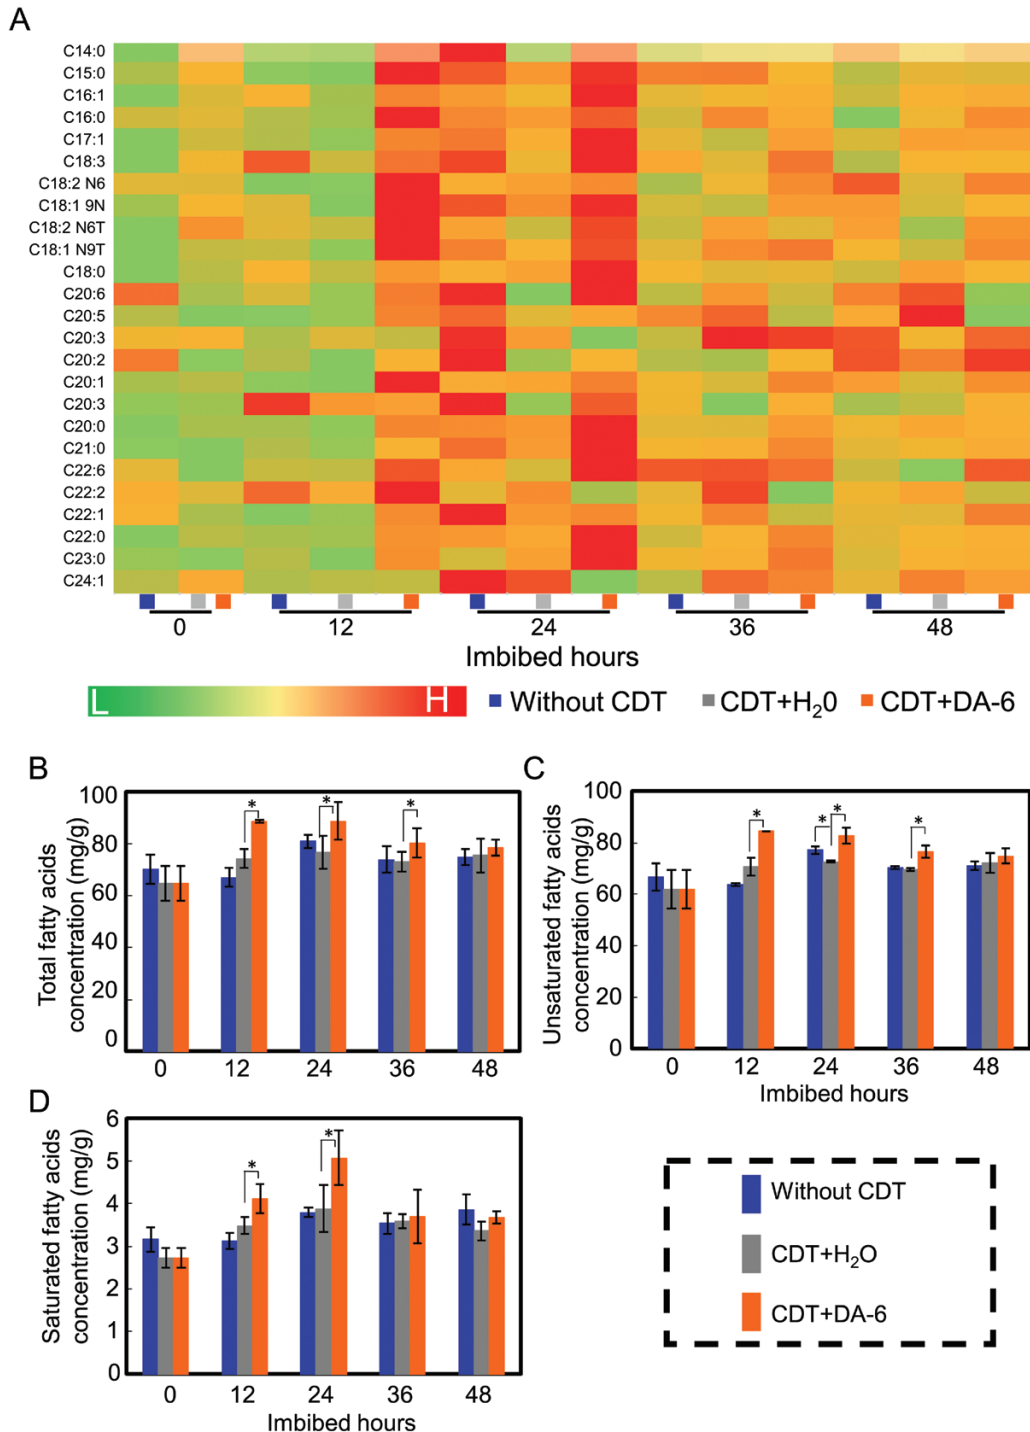 A
C14:0
C15:0
C16:1
C16:0
C17:1
C18:3
C18:2 N6
C18:1 9N
C18:2 N6T
C18:1 N9T
C18:0
C20:6
C20:5
C20:3
C20:2
C20:1
C20:3
C20:0
C21:0
C22:6
C22:2
C22:1
C22:0
C23:0
C24:1
0 12 24 36 48
Imbibed hours
L H Without CDT CDT+H₂0 CDT+DA-6
B
Total fatty acids
concentration (mg/g)
100
80
60
40
20
0
* * *
0 12 24 36 48
C
Unsaturated fatty acids
concentration (mg/g)
100
80
60
40
20
0
* * * *
0 12 24 36 48
Imbibed hours
D
Saturated fatty acids
concentration (mg/g)
6
5
4
3
2
1
0
* *
0 12 24 36 48
Imbibed hours
Without CDT
CDT+H₂O
CDT+DA-6